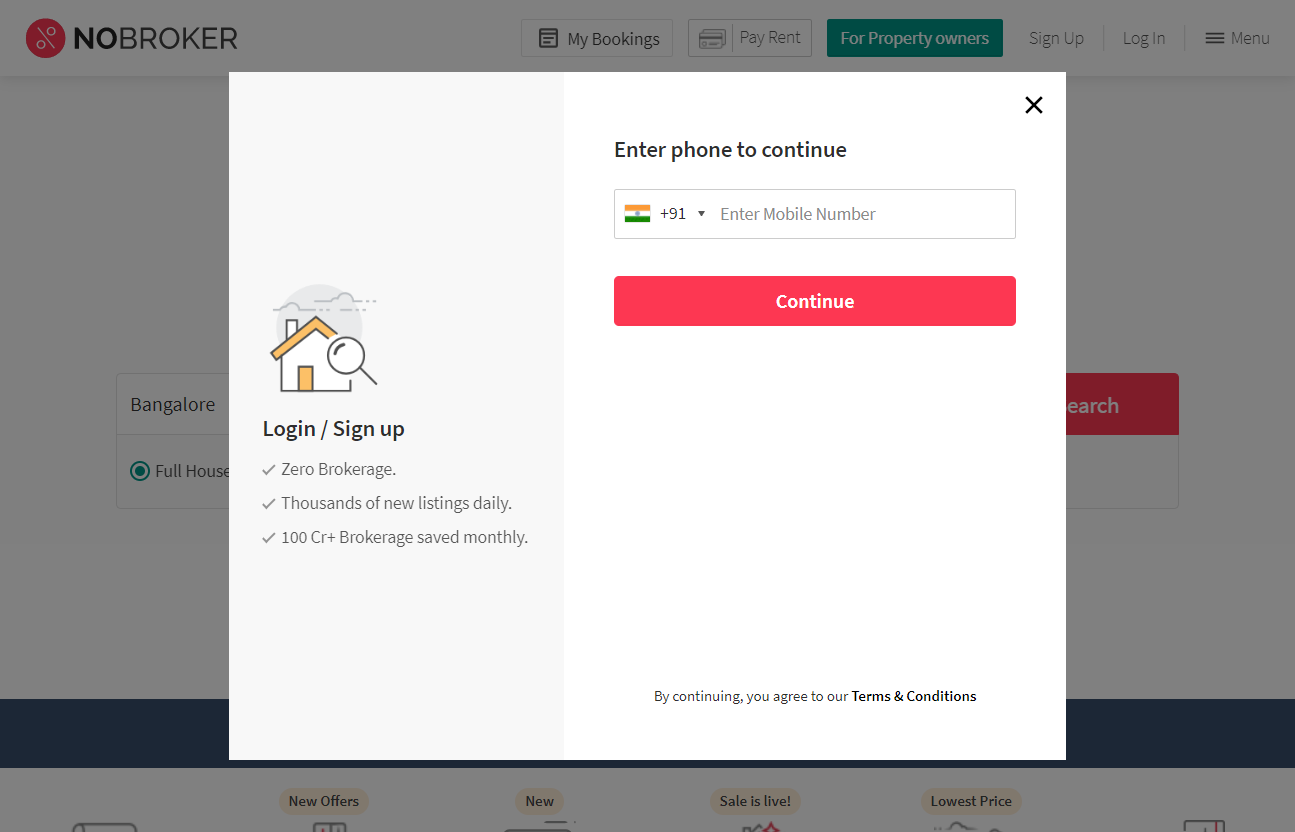 NOBROKER
My Bookings
Pay Rent
For Property owners
Sign Up
Log In
Menu
Enter phone to continue
+91
Enter Mobile Number
Continue
Bangalore
earch
Full House
Login / Sign up
Zero Brokerage.
Thousands of new listings daily.
100 Cr+ Brokerage saved monthly.
By continuing, you agree to our Terms & Conditions
New Offers
New
Sale is live!
Lowest Price